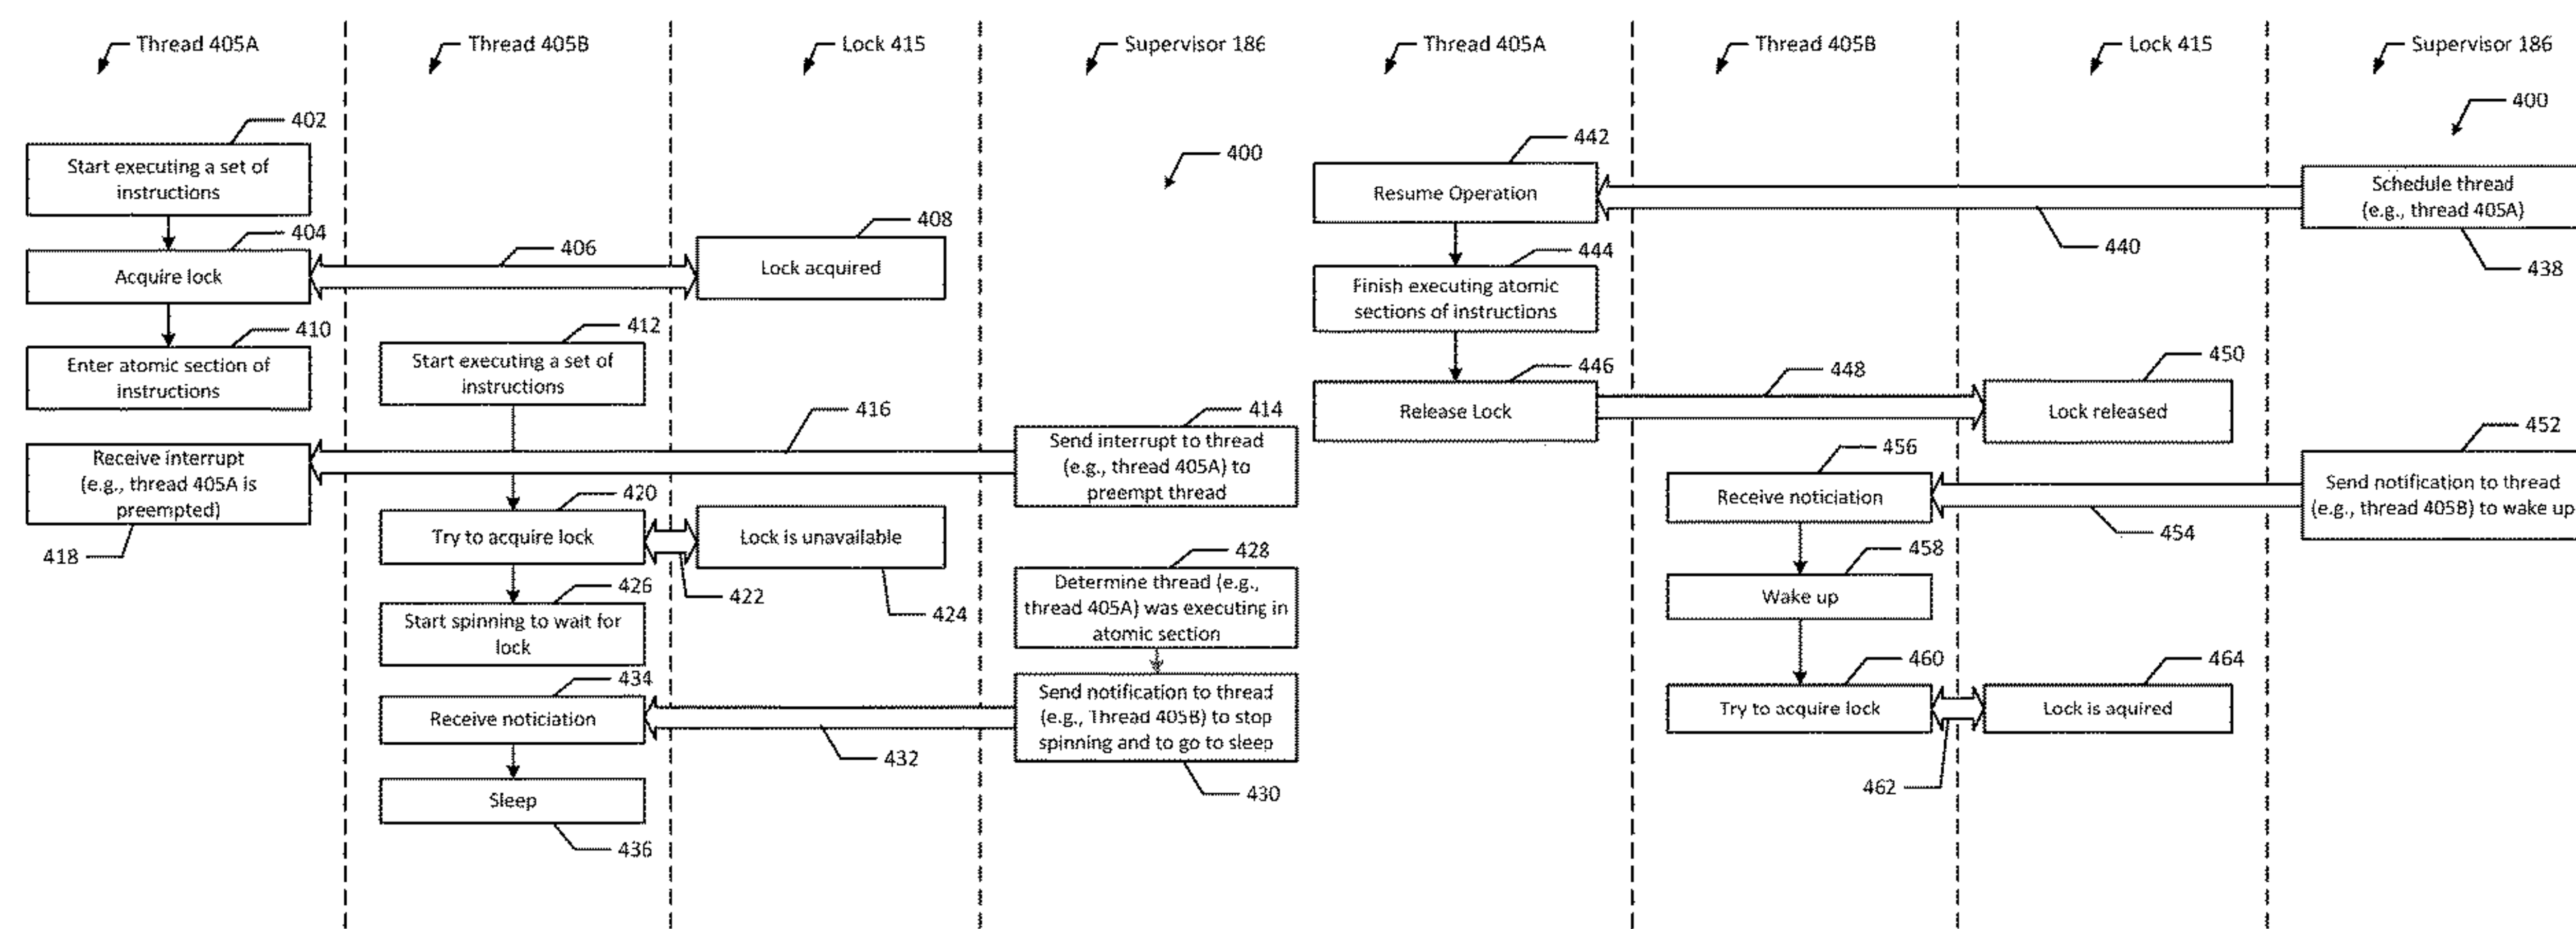 Thread 405A
Thread 405B
Lock 415
Supervisor 186
400
402
Start executing a set of
instructions
404
Acquire lock
406
408
Lock acquired
410
Enter atomic section of
instructions
412
Start executing a set of
instructions
414
Send interrupt to thread
(e.g., thread 405A) to
preempt thread
416
Receive interrupt
(e.g., thread 405A is
preempted)
418
420
Try to acquire lock
422
Lock is unavailable
424
426
Start spinning to wait for
lock
428
Determine thread (e.g.,
thread 405A) was executing in
atomic section
Send notification to thread
(e.g., Thread 405B) to stop
spinning and to go to sleep
430
432
434
Receive noticiation
Sleep
436
Thread 405A
Thread 405B
Lock 415
Supervisor 186
400
Schedule thread
(e.g., thread 405A)
438
440
442
Resume Operation
444
Finish executing atomic
sections of instructions
446
Release Lock
448
450
Lock released
452
Send notification to thread
(e.g., thread 405B) to wake up
454
456
Receive noticiation
458
Wake up
460
Try to acquire lock
462
464
Lock is aquired